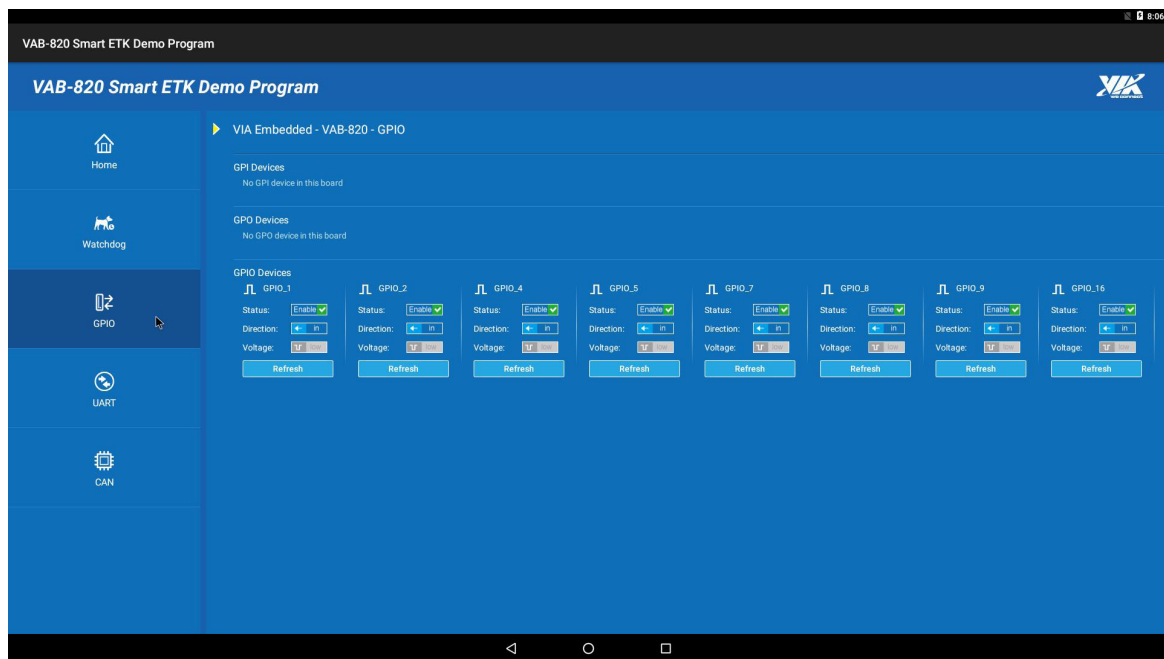 8:06
VAB-820 Smart ETK Demo Program
VAB-820 Smart ETK Demo Program
VIA
we connect
Home
Watchdog
GPIO
UART
CAN
VIA Embedded - VAB-820 - GPIO
GPI Devices
No GPI device in this board
GPO Devices
No GPO device in this board
GPIO Devices
GPIO_1 GPIO_2 GPIO_4 GPIO_5 GPIO_7 GPIO_8 GPIO_9 GPIO_16
Status: Enable Status: Enable Status: Enable Status: Enable Status: Enable Status: Enable Status: Enable Status: Enable
Direction: in Direction: in Direction: in Direction: in Direction: in Direction: in Direction: in Direction: in
Voltage: low Voltage: low Voltage: low Voltage: low Voltage: low Voltage: low Voltage: low Voltage: low
Refresh Refresh Refresh Refresh Refresh Refresh Refresh Refresh